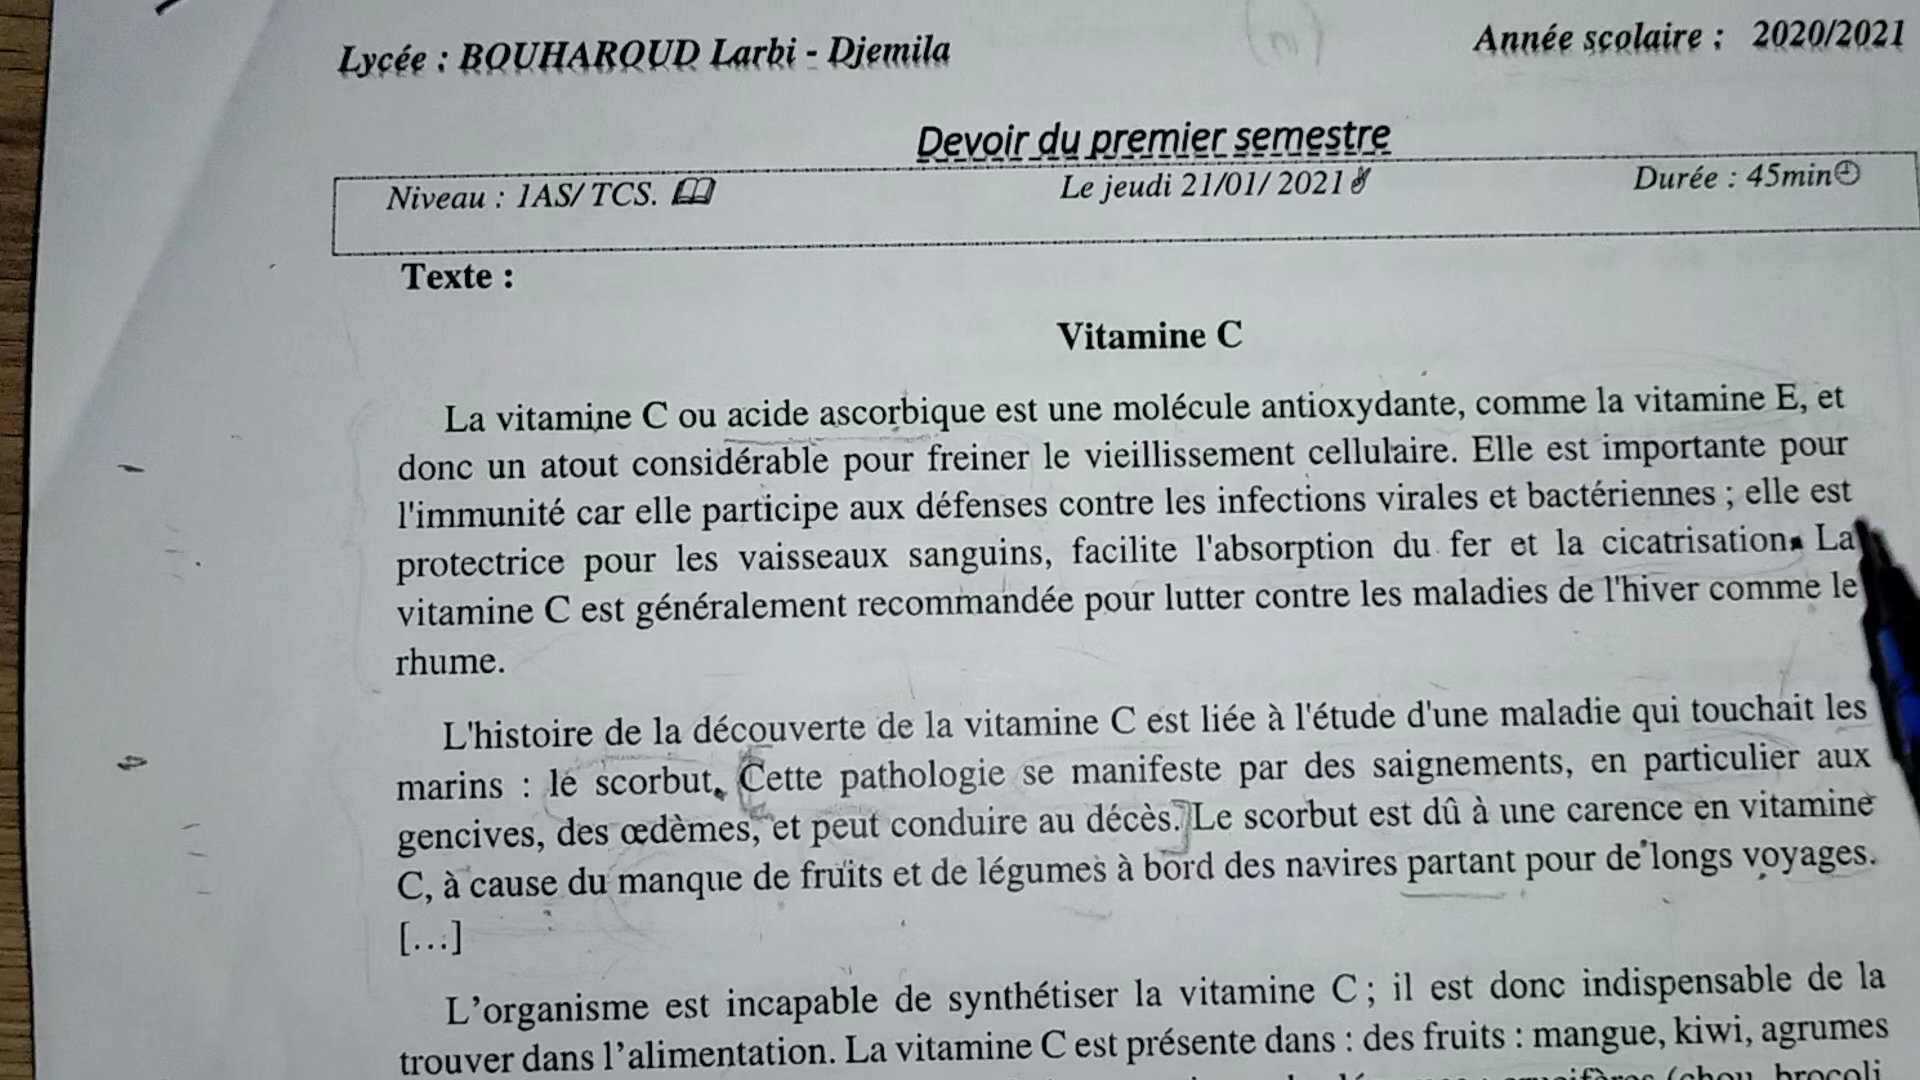 Lycée : BOUHAROUD Larbi - Djemila
Année scolaire : 2020/2021
Devoir du premier semestre
Niveau : 1AS/ TCS.
Le jeudi 21/01/ 2021
Durée : 45min
Texte :
Vitamine C
La vitamine C ou acide ascorbique est une molécule antioxydante, comme la vitamine E, et
donc un atout considérable pour freiner le vieillissement cellulaire. Elle est importante pour
l'immunité car elle participe aux défenses contre les infections virales et bactériennes ; elle est
protectrice pour les vaisseaux sanguins, facilite l'absorption du fer et la cicatrisation. La
vitamine C est généralement recommandée pour lutter contre les maladies de l'hiver comme le
rhume.
L'histoire de la découverte de la vitamine C est liée à l'étude d'une maladie qui touchait les
marins : le scorbut. Cette pathologie se manifeste par des saignements, en particulier aux
gencives, des œdèmes, et peut conduire au décès. Le scorbut est dû à une carence en vitamine
C, à cause du manque de fruits et de légumes à bord des navires partant pour de longs voyages.
[...]
L’organisme est incapable de synthétiser la vitamine C ; il est donc indispensable de la
trouver dans l’alimentation. La vitamine C est présente dans : des fruits : mangue, kiwi, agrumes
(chou, brocoli